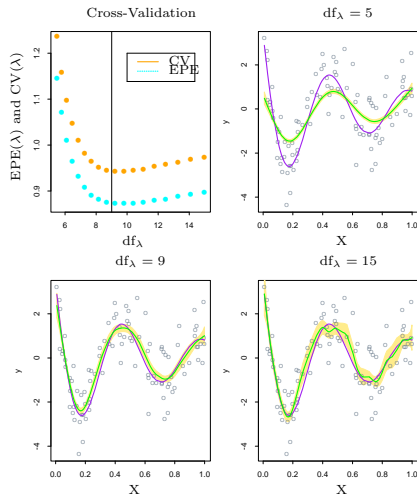 Cross-Validation
EPE(λ) and CV(λ)
1.2
1.1
1.0
0.9
CV
EPE
6 8 10 12 14
df_λ
df_λ = 5
y
2
0
-2
-4
0.0 0.2 0.4 0.6 0.8 1.0
X
df_λ = 9
y
2
0
-2
-4
0.0 0.2 0.4 0.6 0.8 1.0
X
df_λ = 15
y
2
0
-2
-4
0.0 0.2 0.4 0.6 0.8 1.0
X